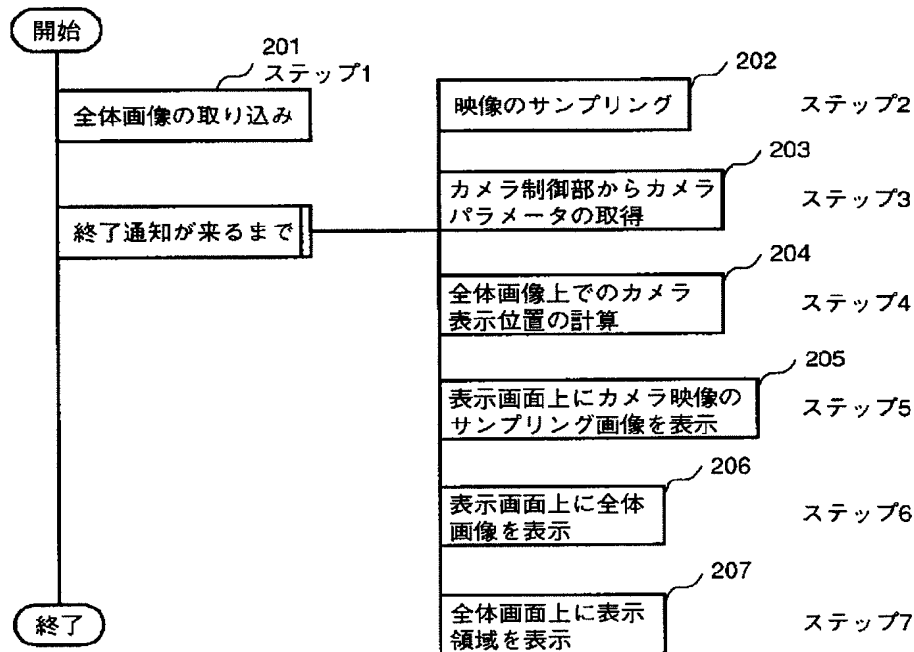 開始
201
ステップ1
全体画像の取り込み
終了通知が来るまで
終了
202
映像のサンプリング
ステップ2
203
カメラ制御部からカメラ
パラメータの取得
ステップ3
204
全体画像上でのカメラ
表示位置の計算
ステップ4
205
表示画面上にカメラ映像の
サンプリング画像を表示
ステップ5
206
表示画面上に全体
画像を表示
ステップ6
207
全体画面上に表示
領域を表示
ステップ7